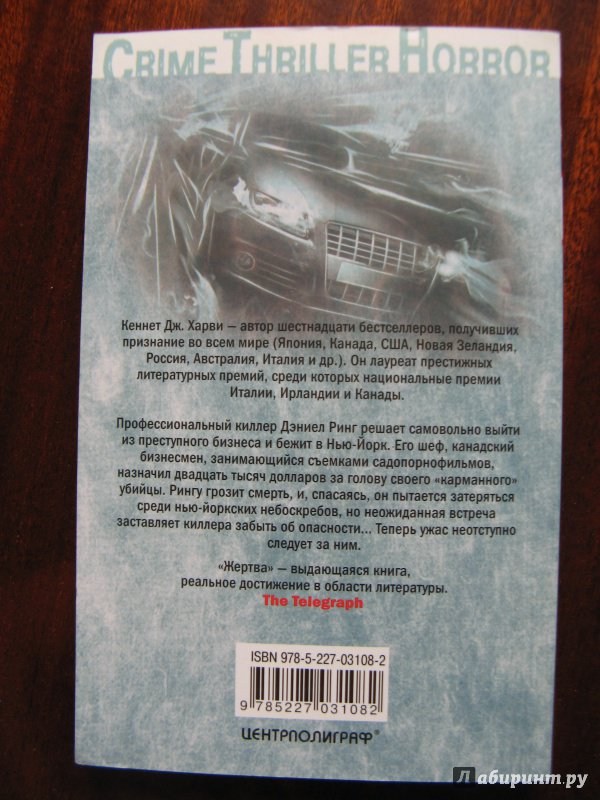 CRIME THRILLER HORROR
Кеннет Дж. Харви — автор шестнадцати бестселлеров, получивших
признание во всем мире (Япония, Канада, США, Новая Зеландия,
Россия, Австралия, Италия и др.). Он лауреат престижных
литературных премий, среди которых национальные премии
Италии, Ирландии и Канады.
Профессиональный киллер Дэниел Ринг решает самовольно выйти
из преступного бизнеса и бежит в Нью-Йорк. Его шеф, канадский
бизнесмен, занимающийся съемками садопорнофильмов,
назначил двадцать тысяч долларов за голову своего «карманного»
убийцы. Рингу грозит смерть, и, спасаясь, он пытается затеряться
среди нью-йоркских небоскребов, но неожиданная встреча
заставляет киллера забыть об опасности... Теперь ужас неотступно
следует за ним.
«Жертва» — выдающаяся книга,
реальное достижение в области литературы.
The Telegraph
ISBN 978-5-227-03108-2
9 785227 031082
ЦЕНТРПОЛИГРАФ®
Лабиринт.ру